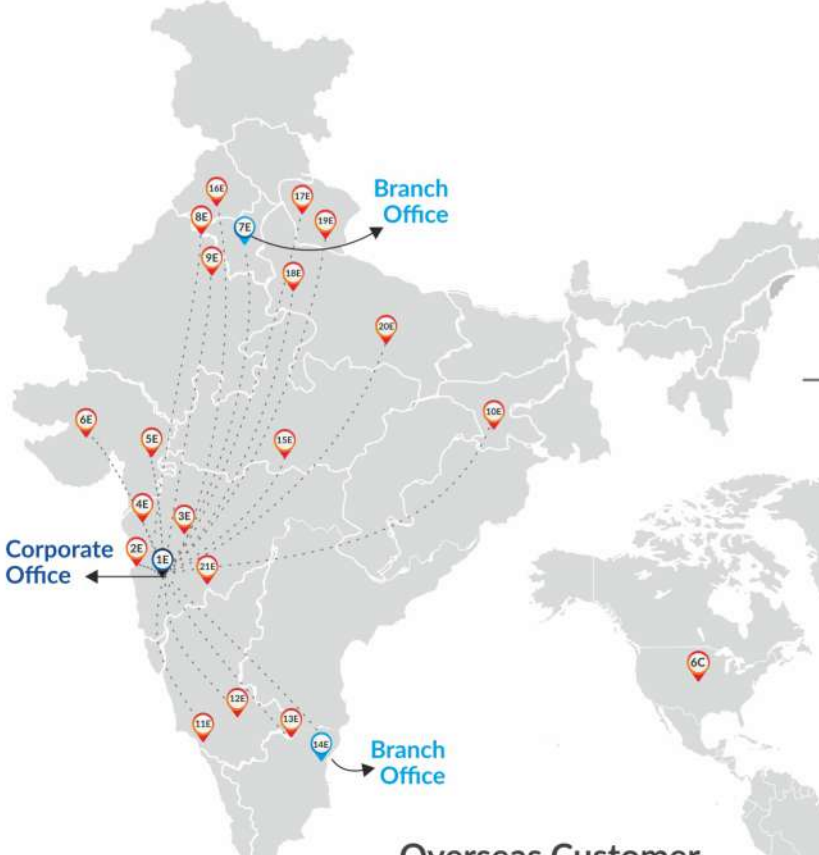 16E
17E
Branch
Office
8E
7E
19E
9E
18E
20E
10E
6E
5E
15E
4E
3E
Corporate
Office
2E
1E
21E
6C
12E
11E
13E
14E
Branch
Office
Overseas Customer